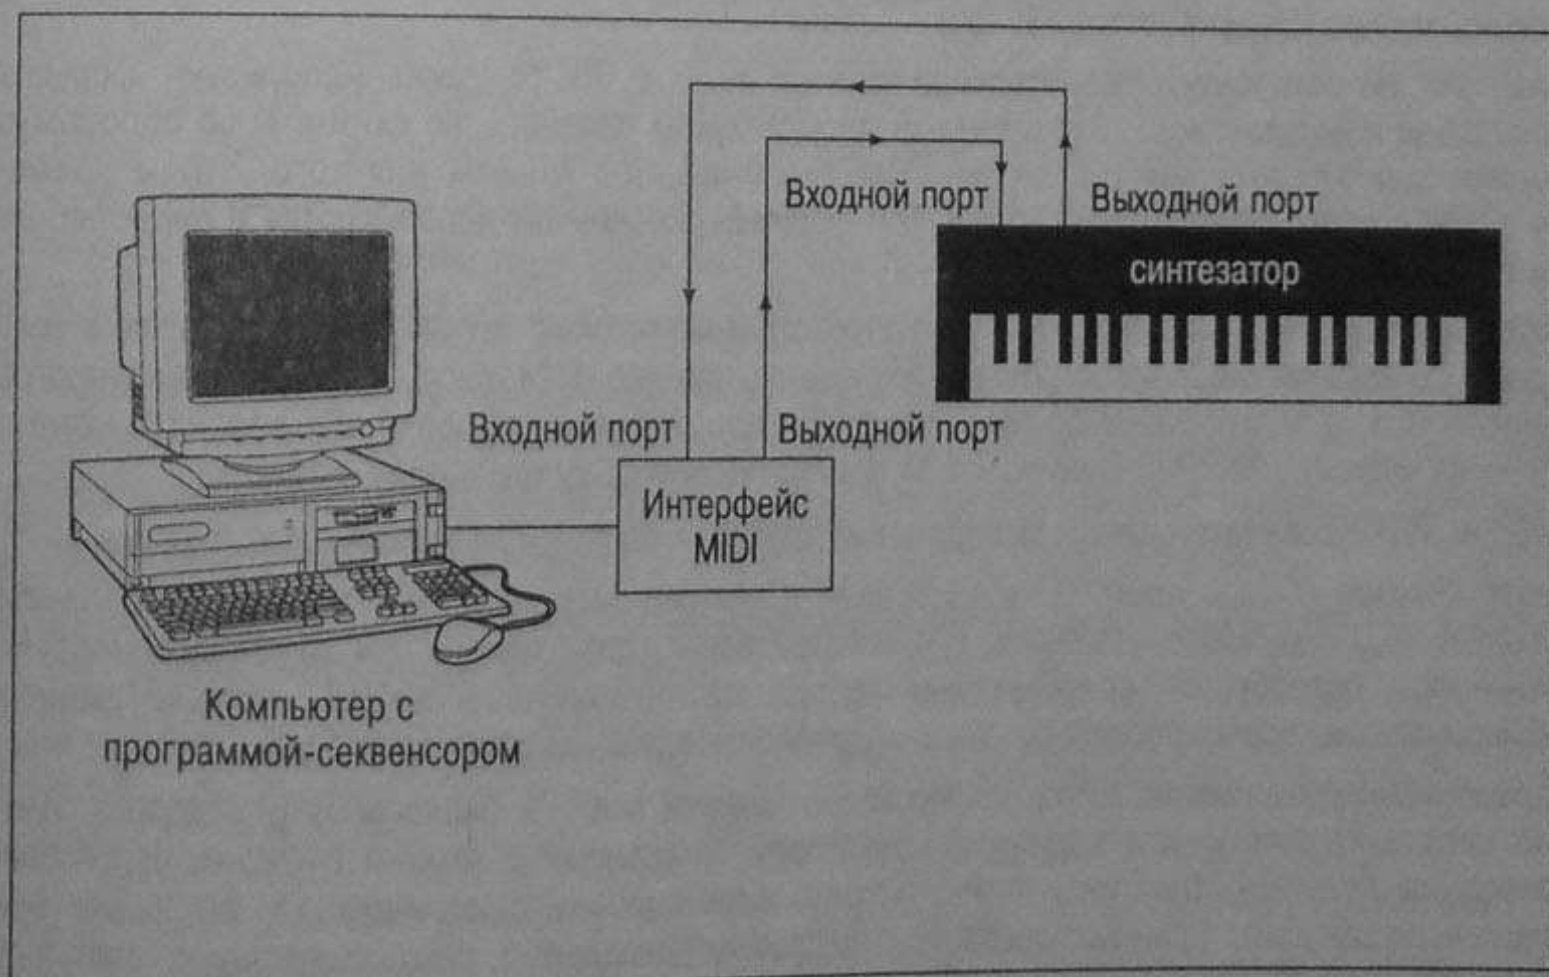 Входной порт
Выходной порт
синтезатор
Входной порт
Выходной порт
Интерфейс
MIDI
Компьютер с
программой-секвенсором